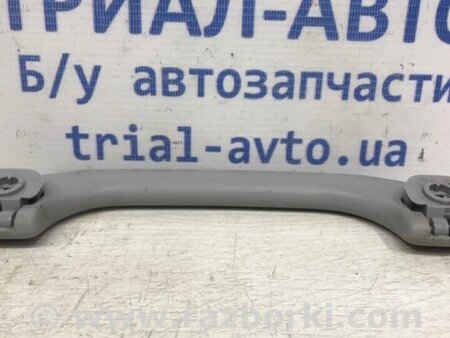 ТРИАЛ-АВТО
Б/у автозапчасти
trial-avto.ua
www.razborki.com